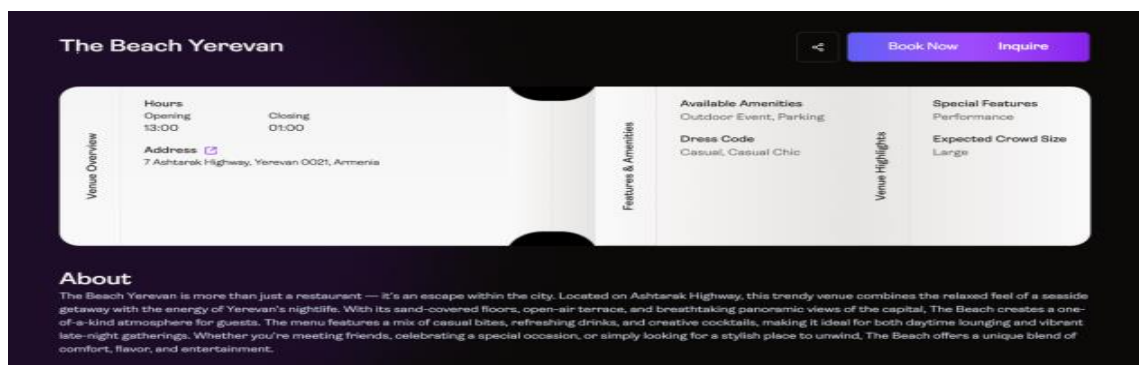 The Beach Yerevan
Book Now
Inquire
Venue Overview
Hours
Opening
Closing
13:00
01:00
Address
7 Ashtarak Highway, Yerevan 0021, Armenia
Features & Amenities
Available Amenities
Outdoor Event, Parking
Dress Code
Casual, Casual Chic
Venue Highlights
Special Features
Performance
Expected Crowd Size
Large
About
The Beach Yerevan is more than just a restaurant — it's an escape within the city. Located on Ashtarak Highway, this trendy venue combines the relaxed feel of a seaside
getaway with the energy of Yerevan's nightlife. With its sand-covered floors, open-air terrace, and breathtaking panoramic views of the capital, The Beach creates a one-
of-a-kind atmosphere for guests. The menu features a mix of casual bites, refreshing drinks, and creative cocktails, making it ideal for both daytime lounging and vibrant
late-night gatherings. Whether you're meeting friends, celebrating a special occasion, or simply looking for a stylish place to unwind, The Beach offers a unique blend of
comfort, flavor, and entertainment.